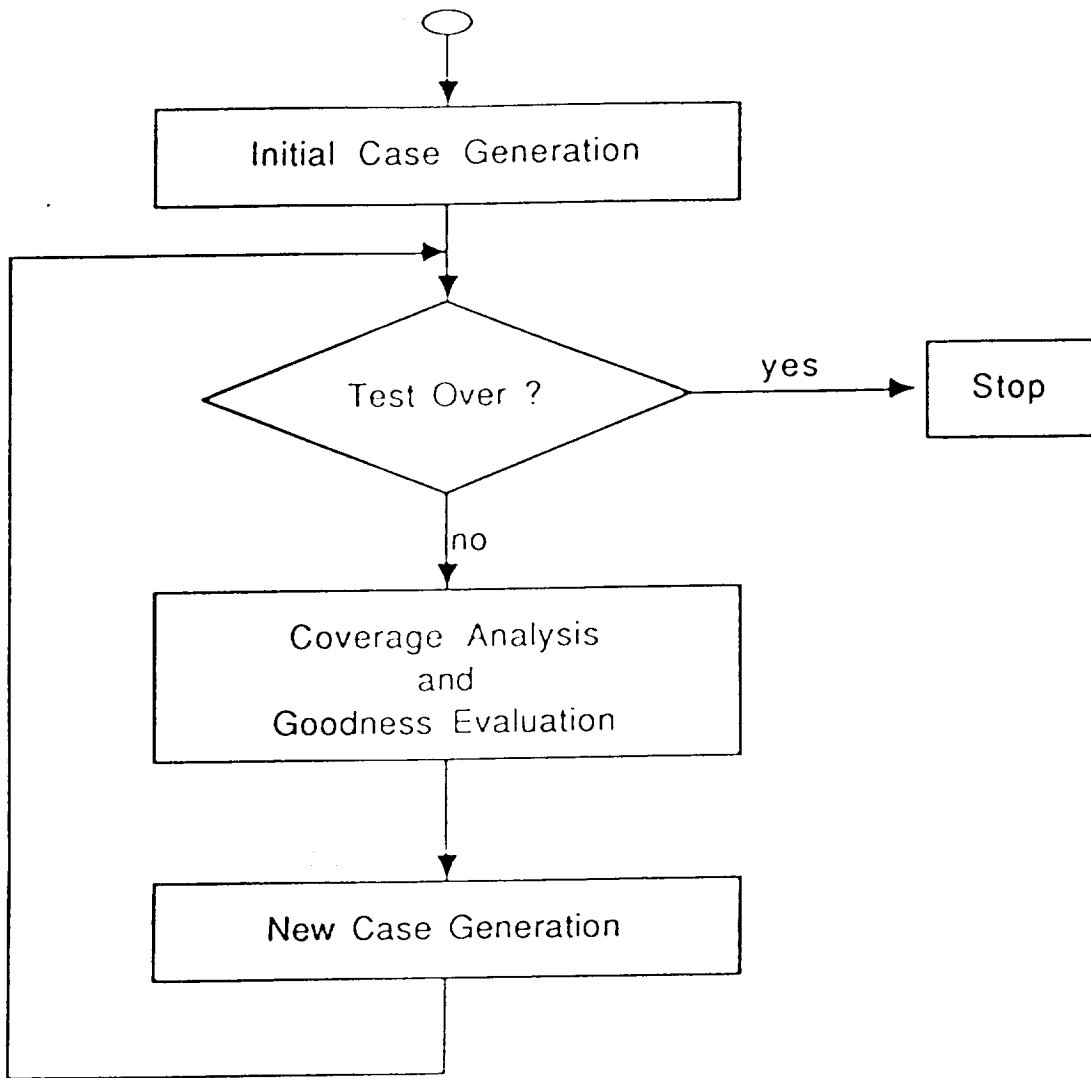 Initial Case Generation
Test Over ?
yes
Stop
no
Coverage Analysis
and
Goodness Evaluation
New Case Generation